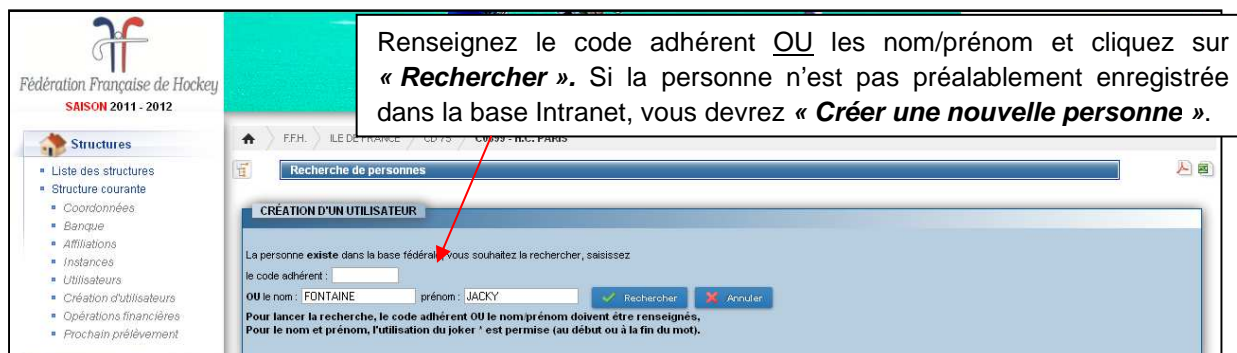 Renseignez le code adhérent OU les nom/prénom et cliquez sur
« Rechercher ». Si la personne n'est pas préalablement enregistrée
dans la base Intranet, vous devrez « Créer une nouvelle personne ».
Fédération Française de Hockey
SAISON 2011 - 2012
Structures
Liste des structures
Structure courante
Coordonnées
Banque
Affiliations
Instances
Utilisateurs
Création d'utilisateurs
Opérations financières
Prochain prélèvement
F.F.H. ILE DE FRANCE CD 75 C0399 - H.C. PARIS
Recherche de personnes
CRÉATION D'UN UTILISATEUR
La personne existe dans la base fédérale, vous souhaitez la rechercher, saisissez
le code adhérent :
OU le nom : FONTAINE prénom : JACKY Rechercher Annuler
Pour lancer la recherche, le code adhérent OU le nom/prénom doivent être renseignés,
Pour le nom et prénom, l'utilisation du joker * est permise (au début ou à la fin du mot).